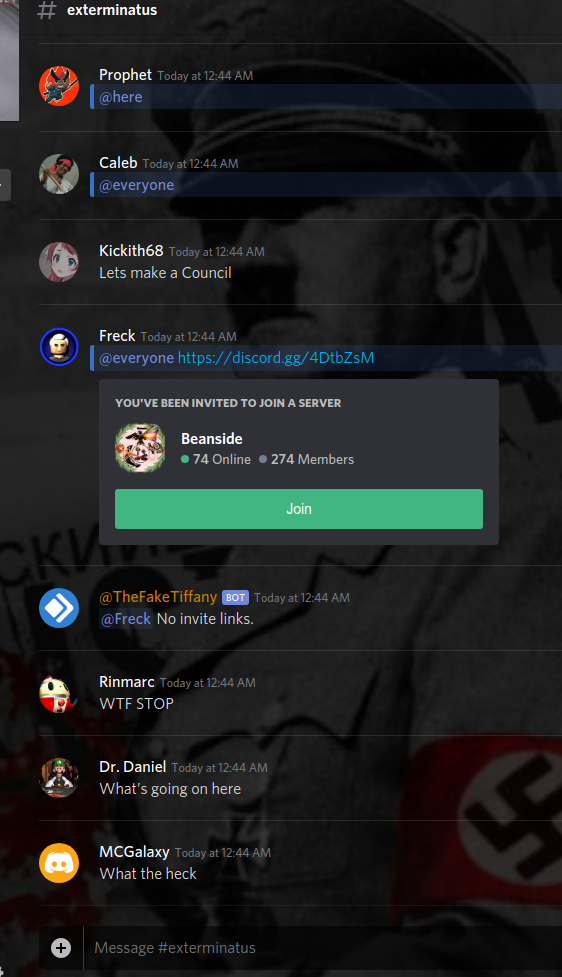 # exterminatus
Prophet Today at 12:44 AM
@here
Caleb Today at 12:44 AM
@everyone
Kickith68 Today at 12:44 AM
Lets make a Council
Freck Today at 12:44 AM
@everyone https://discord.gg/4DtbZsM
YOU'VE BEEN INVITED TO JOIN A SERVER
Beanside
74 Online 274 Members
Join
СКИЙ
@TheFakeTiffany BOT Today at 12:44 AM
@Freck No invite links.
Rinmarc Today at 12:44 AM
WTF STOP
Dr. Daniel Today at 12:44 AM
What's going on here
MCGalaxy Today at 12:44 AM
What the heck
Message #exterminatus